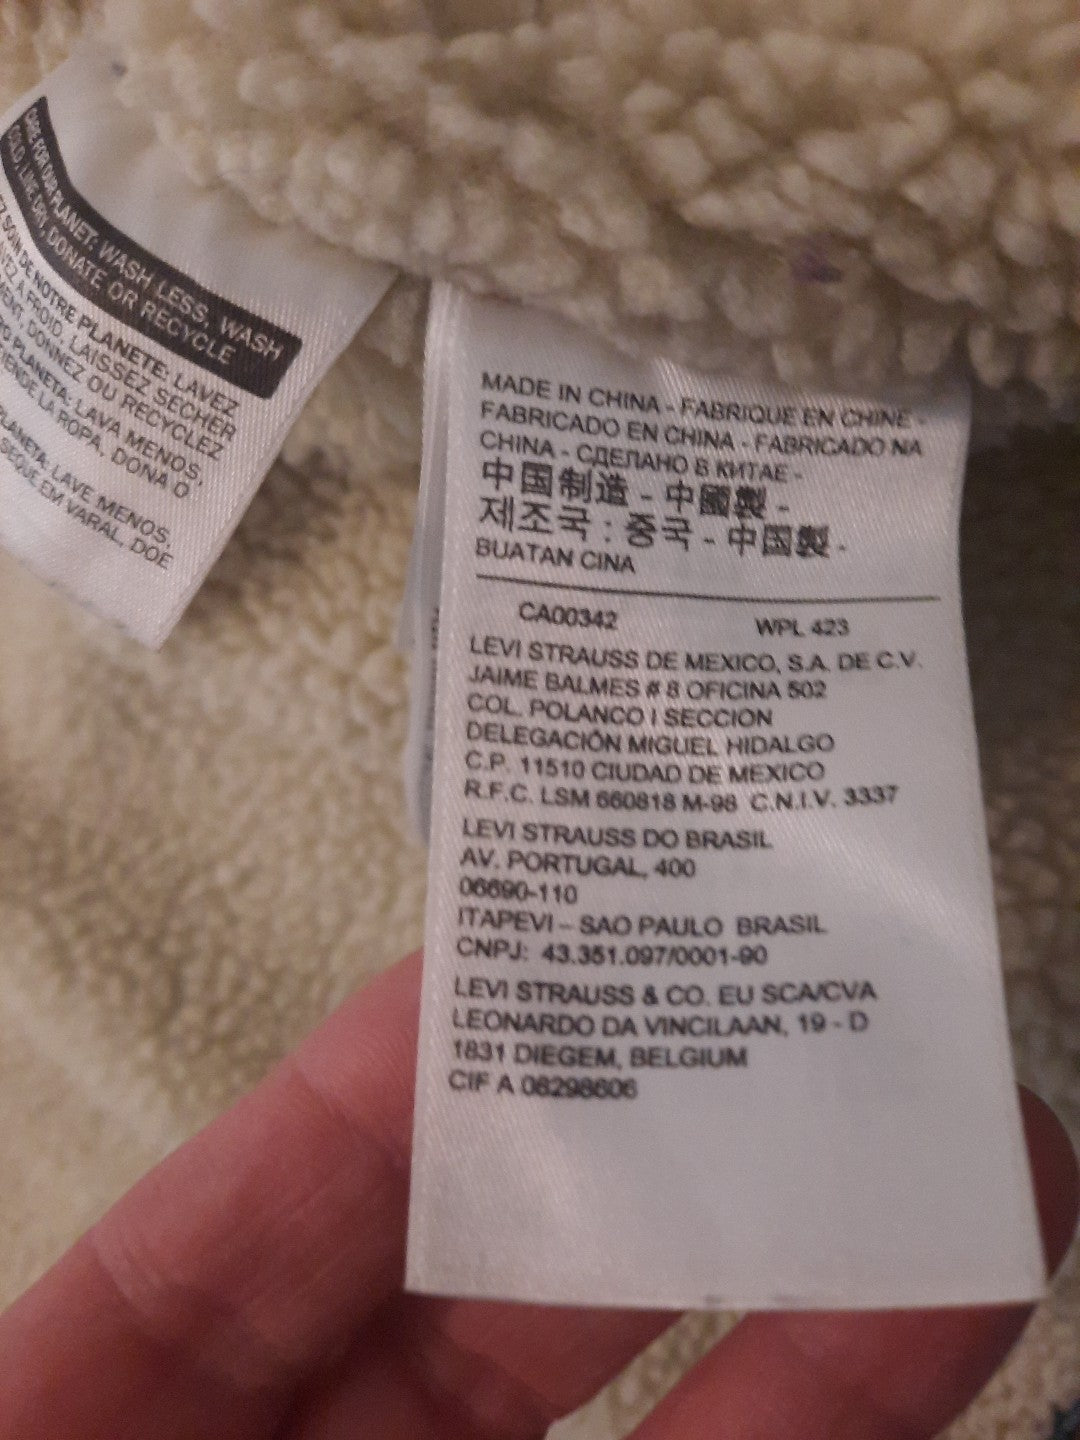 CARE FOR OUR PLANET: WASH LESS, WASH
COLD, LINE DRY, DONATE OR RECYCLE
SOIN DE NOTRE PLANETE: LAVEZ
A FROID, LAISSEZ SECHER
DONNEZ OU RECYCLEZ
PLANETA: LAVA MENOS,
LA ROPA, DONA O
PLANETA: LAVE MENOS,
SEQUE EM VARAL, DOE
MADE IN CHINA - FABRIQUE EN CHINE -
FABRICADO EN CHINA - FABRICADO NA
CHINA - СДЕЛАНО В КИТАЕ -
中国制造 - 中國製 -
제조국 : 중국 - 中国製 -
BUATAN CINA
CA00342 WPL 423
LEVI STRAUSS DE MEXICO, S.A. DE C.V.
JAIME BALMES # 8 OFICINA 502
COL. POLANCO I SECCION
DELEGACIÓN MIGUEL HIDALGO
C.P. 11510 CIUDAD DE MEXICO
R.F.C. LSM 660818 M-98 C.N.I.V. 3337
LEVI STRAUSS DO BRASIL
AV. PORTUGAL, 400
06690-110
ITAPEVI – SAO PAULO BRASIL
CNPJ: 43.351.097/0001-90
LEVI STRAUSS & CO. EU SCA/CVA
LEONARDO DA VINCILAAN, 19 - D
1831 DIEGEM, BELGIUM
CIF A 08298606